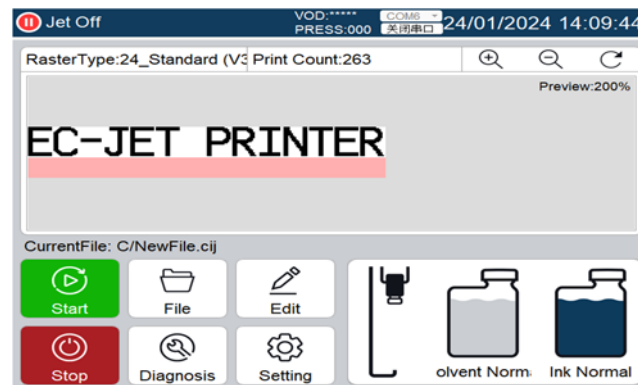 Jet Off
VOD:*****
PRESS:000
COM6
关闭串口
24/01/2024 14:09:44
RasterType:24_Standard (V3
Print Count:263
Preview:200%
EC-JET PRINTER
CurrentFile: C/NewFile.cij
Start
File
Edit
Stop
Diagnosis
Setting
olvent Norm
Ink Normal